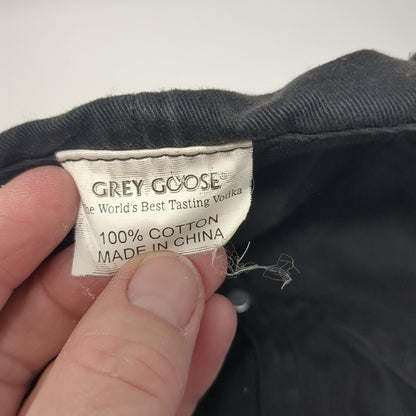 GREY GOOSE®
he World's Best Tasting Vodka
100% COTTON
MADE IN CHINA